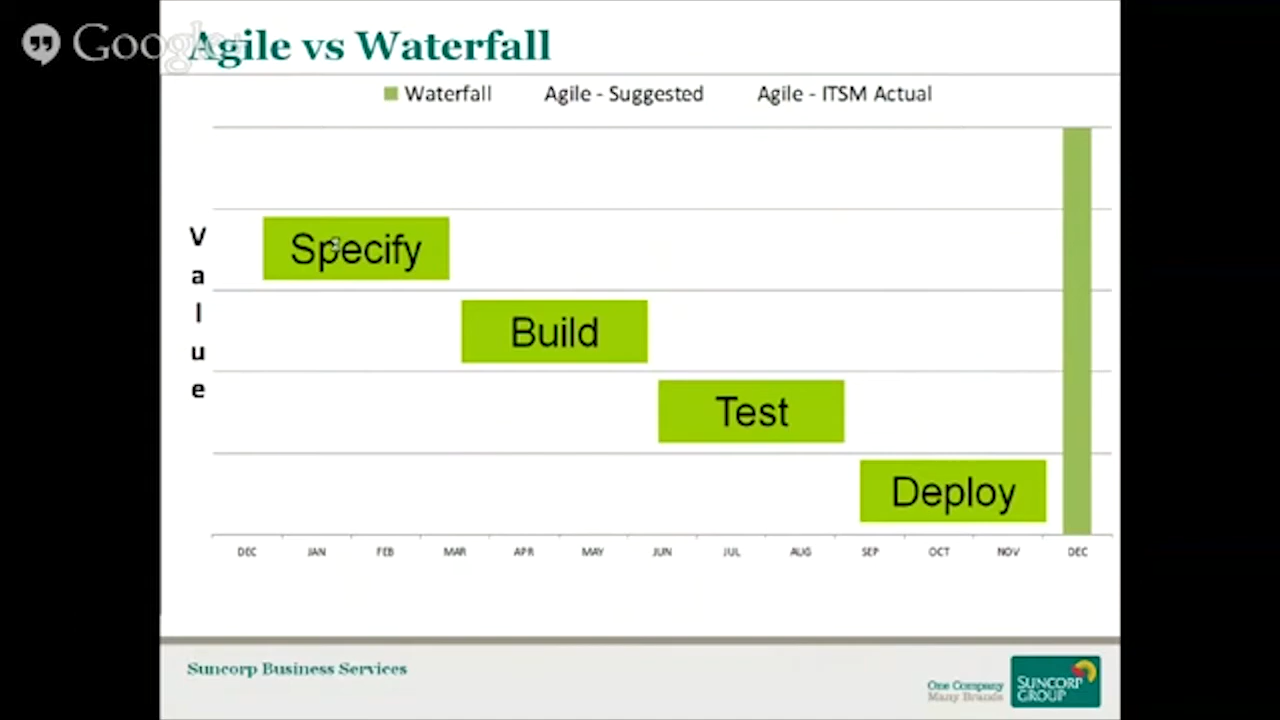 Google+
Agile vs Waterfall
Waterfall Agile - Suggested Agile - ITSM Actual
Value
Specify
Build
Test
Deploy
DEC JAN FEB MAR APR MAY JUN JUL AUG SEP OCT NOV DEC
Suncorp Business Services
One Company
Many Brands
SUNCORP
GROUP